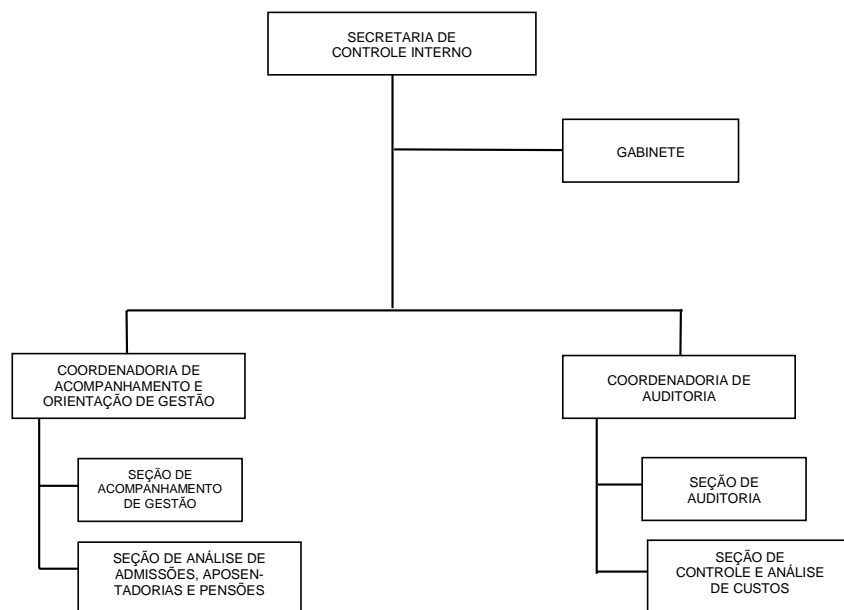 SECRETARIA DE
CONTROLE INTERNO
GABINETE
COORDENADORIA DE
ACOMPANHAMENTO E
ORIENTAÇÃO DE GESTÃO
COORDENADORIA DE
AUDITORIA
SEÇÃO DE
ACOMPANHAMENTO
DE GESTÃO
SEÇÃO DE
AUDITORIA
SEÇÃO DE ANÁLISE DE
ADMISSÕES, APOSEN-
TADORIAS E PENSÕES
SEÇÃO DE
CONTROLE E ANÁLISE
DE CUSTOS